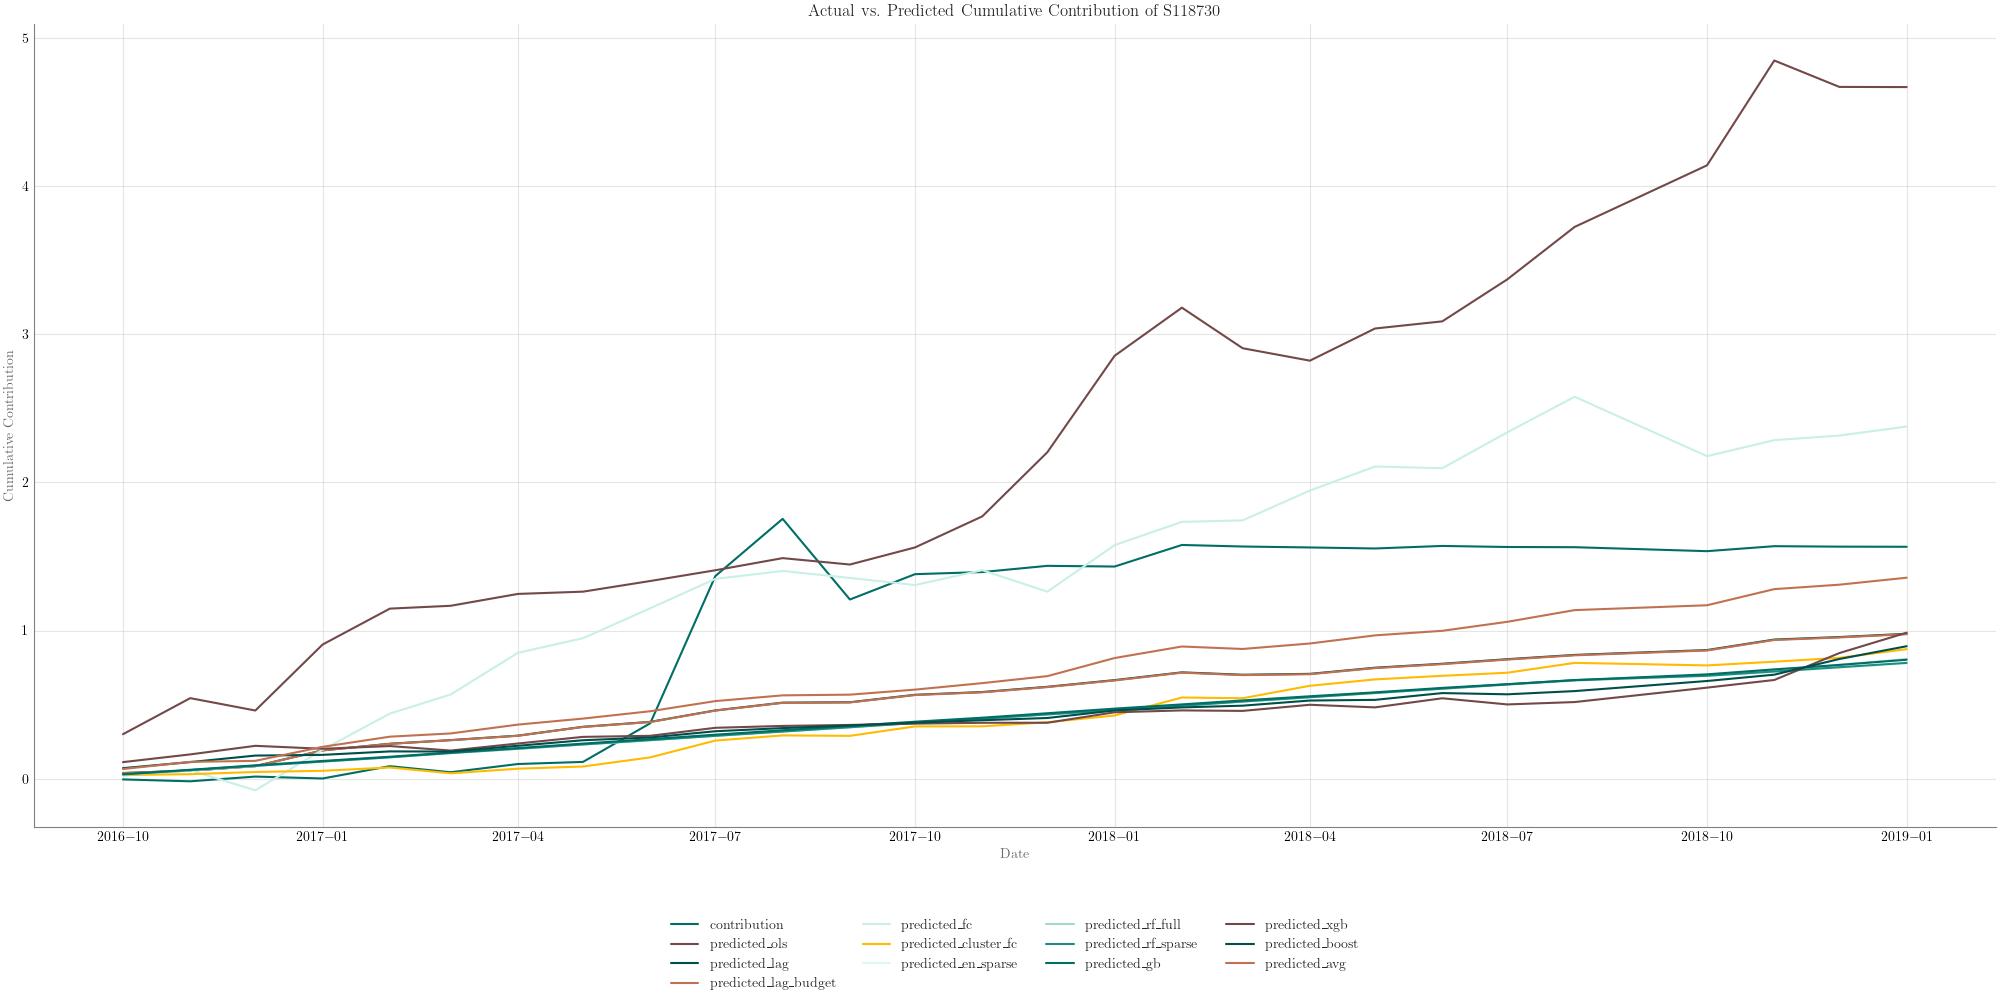 Actual vs. Predicted Cumulative Contribution of S118730
5
4
3
2
1
0
Cumulative Contribution
2016−10 2017−01 2017−04 2017−07 2017−10 2018−01 2018−04 2018−07 2018−10 2019−01
Date
contribution predicted_fc predicted_rf_full predicted_xgb
predicted_ols predicted_cluster_fc predicted_rf_sparse predicted_boost
predicted_lag predicted_en_sparse predicted_gb predicted_avg
predicted_lag_budget